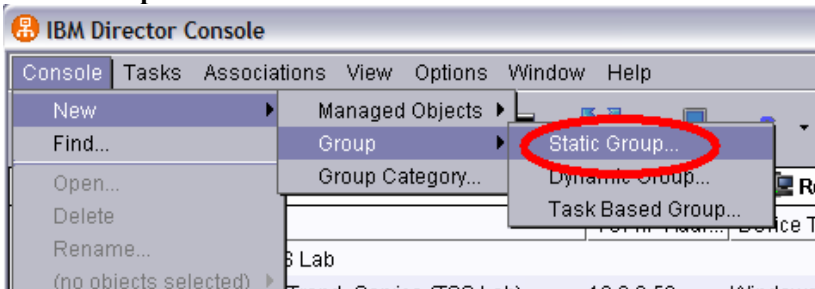 IBM Director Console
Console Tasks Associations View Options Window Help
New Managed Objects
Find... Group Static Group...
Open... Group Category... Dynamic Group...
Delete Task Based Group...
Rename... Lab
(no objects selected)